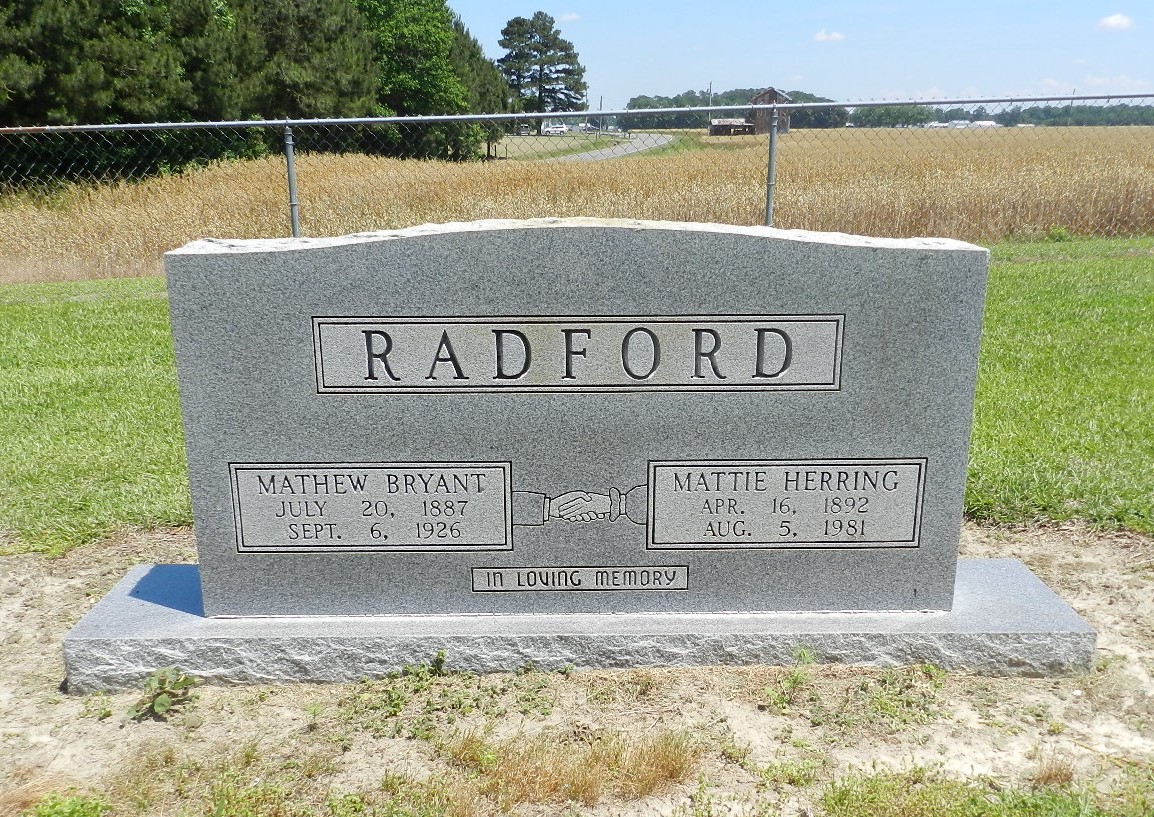 RADFORD
MATHEW BRYANT
JULY 20, 1887
SEPT. 6, 1926
MATTIE HERRING
APR. 16, 1892
AUG. 5, 1981
IN LOVING MEMORY